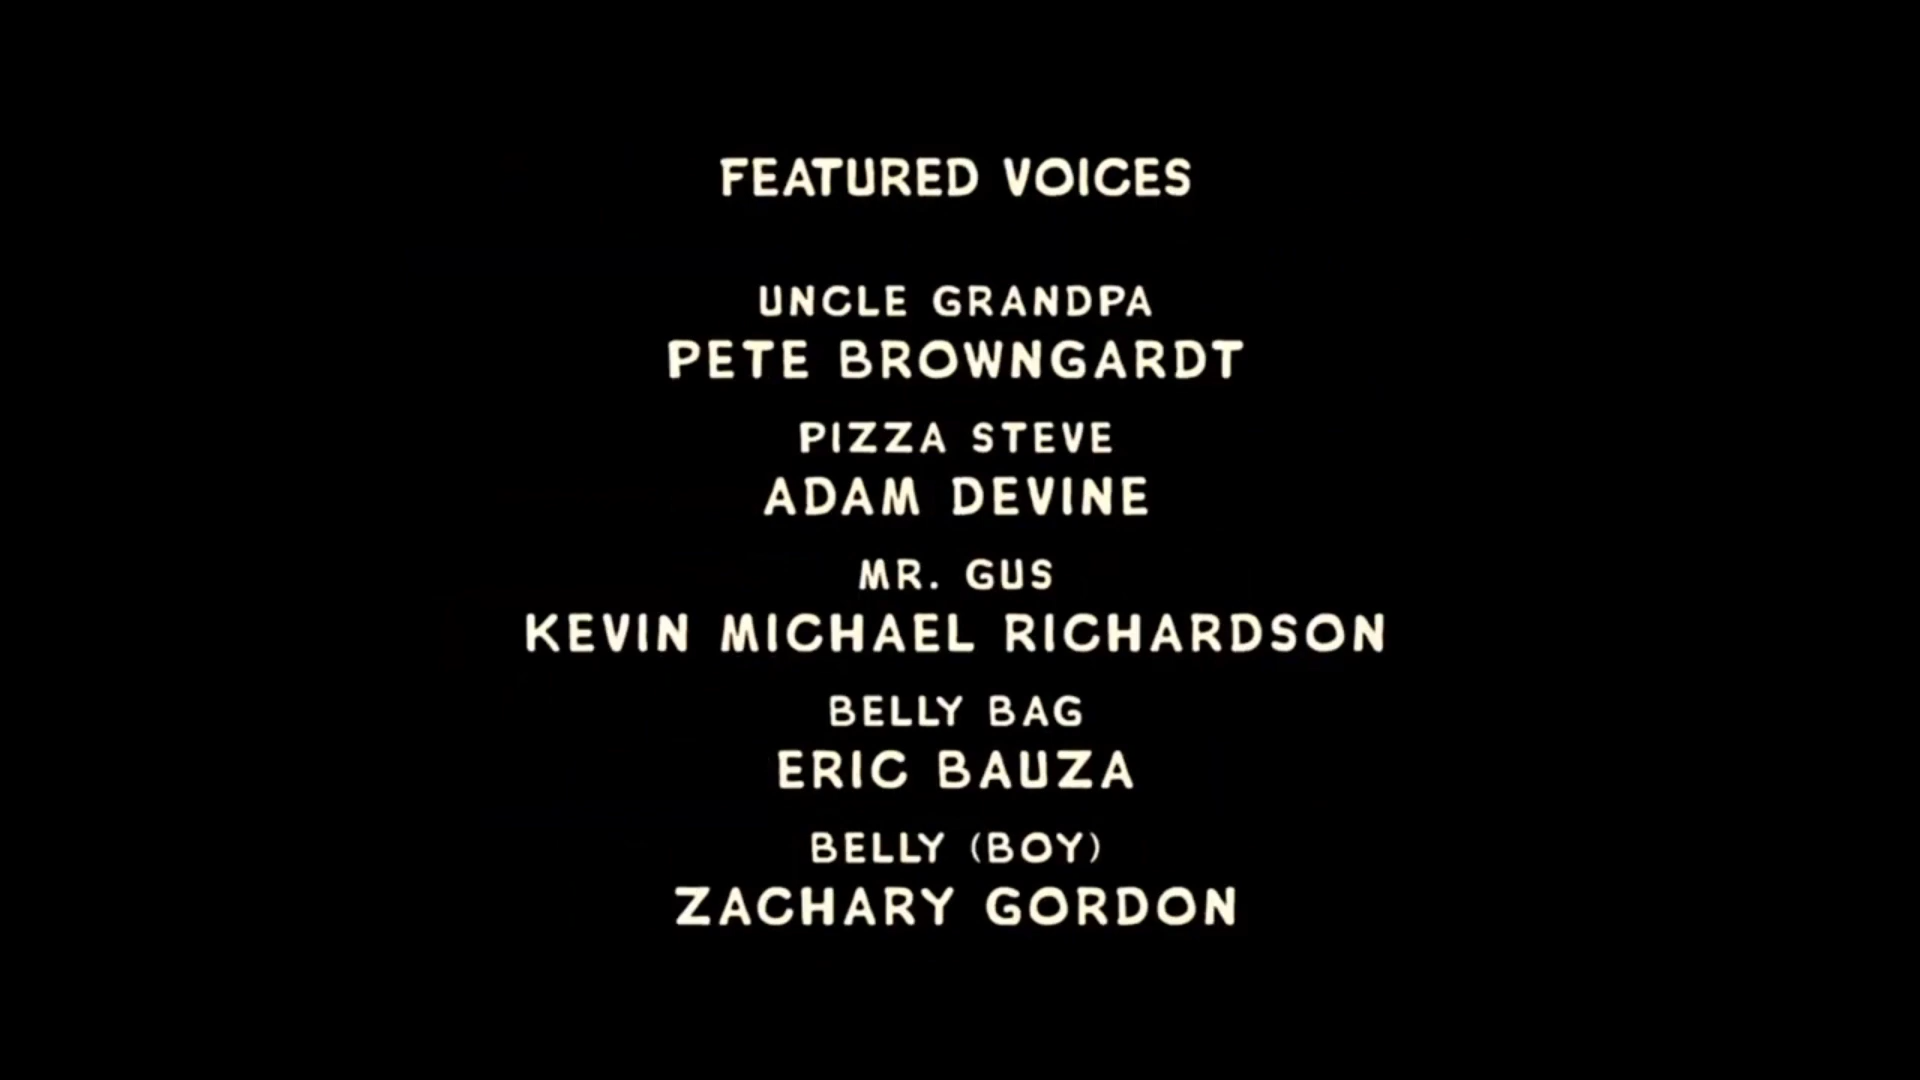 FEATURED VOICES
UNCLE GRANDPA
PETE BROWNGARDT
PIZZA STEVE
ADAM DEVINE
MR. GUS
KEVIN MICHAEL RICHARDSON
BELLY BAG
ERIC BAUZA
BELLY (BOY)
ZACHARY GORDON